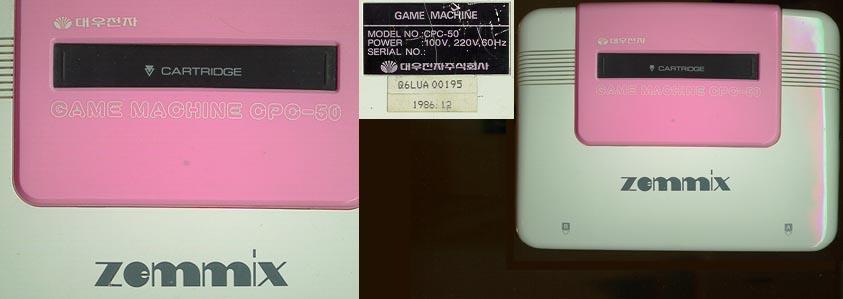 대우전자
CARTRIDGE
GAME MACHINE CPC-50
zemmix
GAME MACHINE
MODEL NO.:CPC-50
POWER :100V, 220V,60Hz
SERIAL NO.:
대우전자주식회사
Q6LUA 00195
1986. 12
대우전자
CARTRIDGE
GAME MACHINE CPC-50
zemmix
B
A